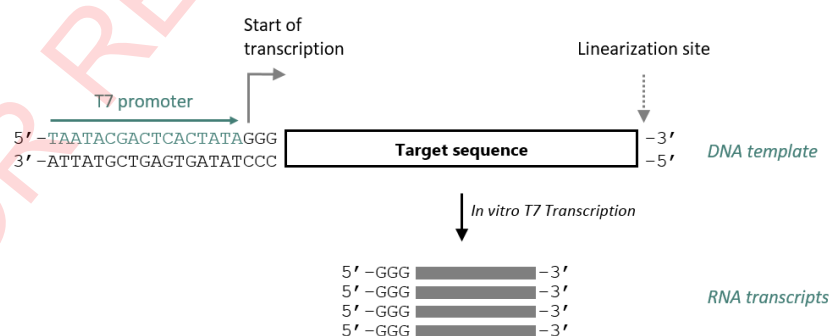 Start of
transcription
Linearization site
T7 promoter
5′-TAATACGACTCACTATAGGG
-3′
3′-ATTATGCTGAGTGATATCCC
-5′
Target sequence
DNA template
In vitro T7 Transcription
5′-GGG -3′
5′-GGG -3′
5′-GGG -3′
5′-GGG -3′
RNA transcripts